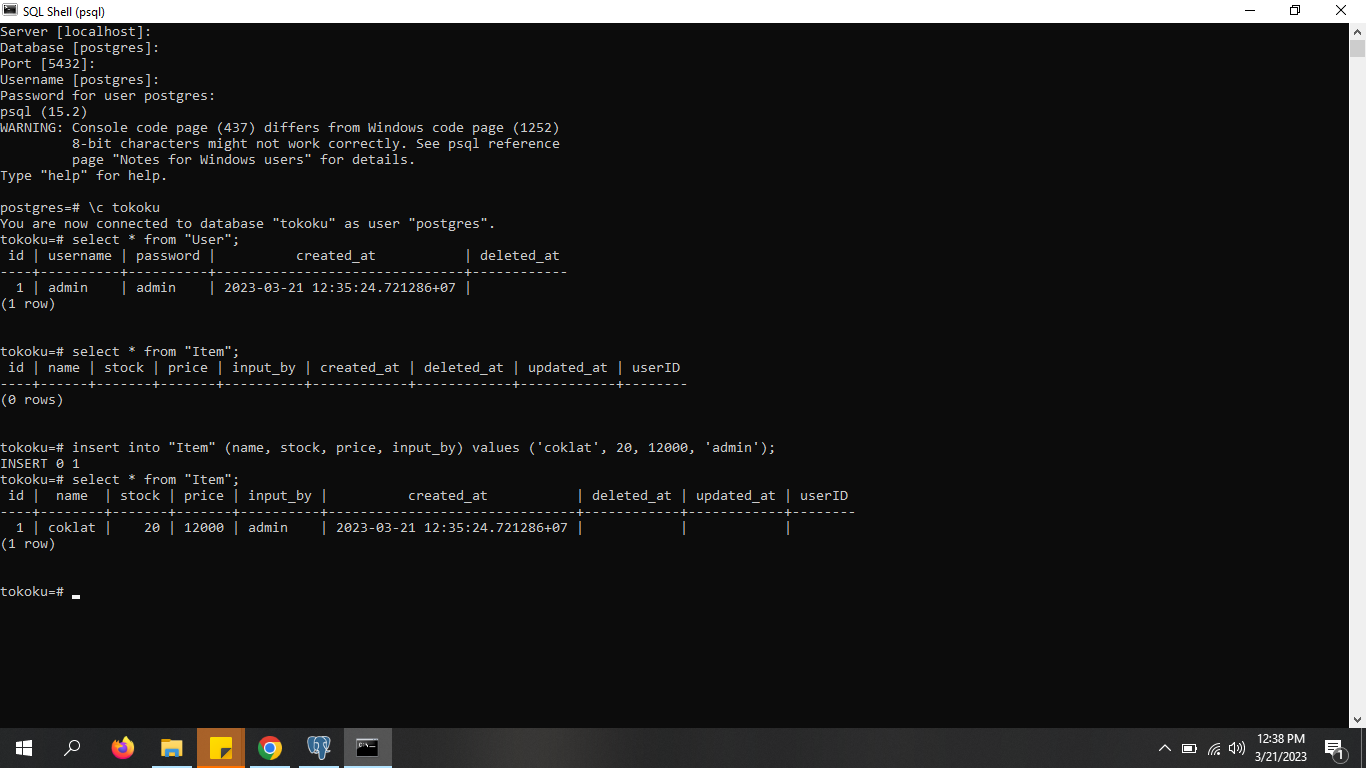 SQL Shell (psql)
Server [localhost]:
Database [postgres]:
Port [5432]:
Username [postgres]:
Password for user postgres:
psql (15.2)
WARNING: Console code page (437) differs from Windows code page (1252)
         8-bit characters might not work correctly. See psql reference
         page "Notes for Windows users" for details.
Type "help" for help.
postgres=# \c tokoku
You are now connected to database "tokoku" as user "postgres".
tokoku=# select * from "User";
 id | username | password |          created_at           | deleted_at
----+----------+----------+-------------------------------+------------
  1 | admin    | admin    | 2023-03-21 12:35:24.721286+07 |
(1 row)
tokoku=# select * from "Item";
 id | name | stock | price | input_by | created_at | deleted_at | updated_at | userID
----+------+-------+-------+----------+------------+------------+------------+--------
(0 rows)
tokoku=# insert into "Item" (name, stock, price, input_by) values ('coklat', 20, 12000, 'admin');
INSERT 0 1
tokoku=# select * from "Item";
 id |  name  | stock | price | input_by |          created_at           | deleted_at | updated_at | userID
----+--------+-------+-------+----------+-------------------------------+------------+------------+--------
  1 | coklat |    20 | 12000 | admin    | 2023-03-21 12:35:24.721286+07 |            |            |
(1 row)
tokoku=#
12:38 PM
3/21/2023
1